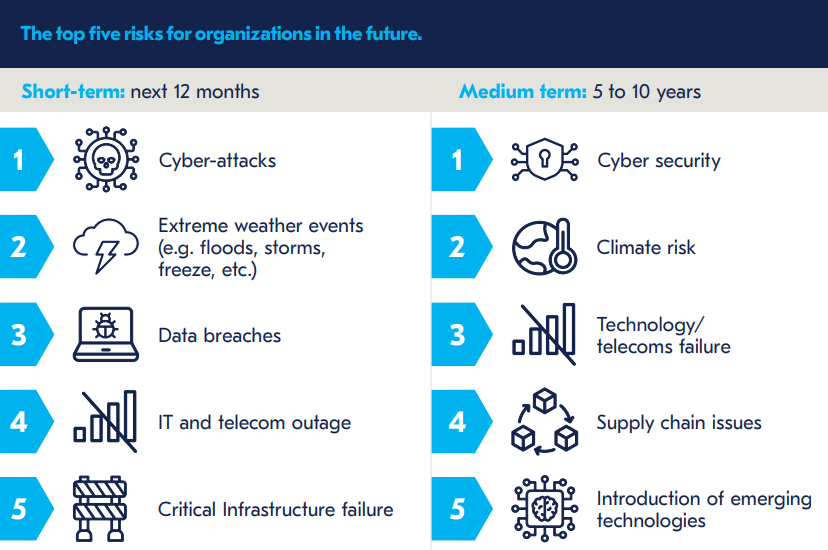 The top five risks for organizations in the future.
Short-term: next 12 months
1
Cyber-attacks
2
Extreme weather events
(e.g. floods, storms,
freeze, etc.)
3
Data breaches
4
IT and telecom outage
5
Critical Infrastructure failure
Medium term: 5 to 10 years
1
Cyber security
2
Climate risk
3
Technology/
telecoms failure
4
Supply chain issues
5
Introduction of emerging
technologies